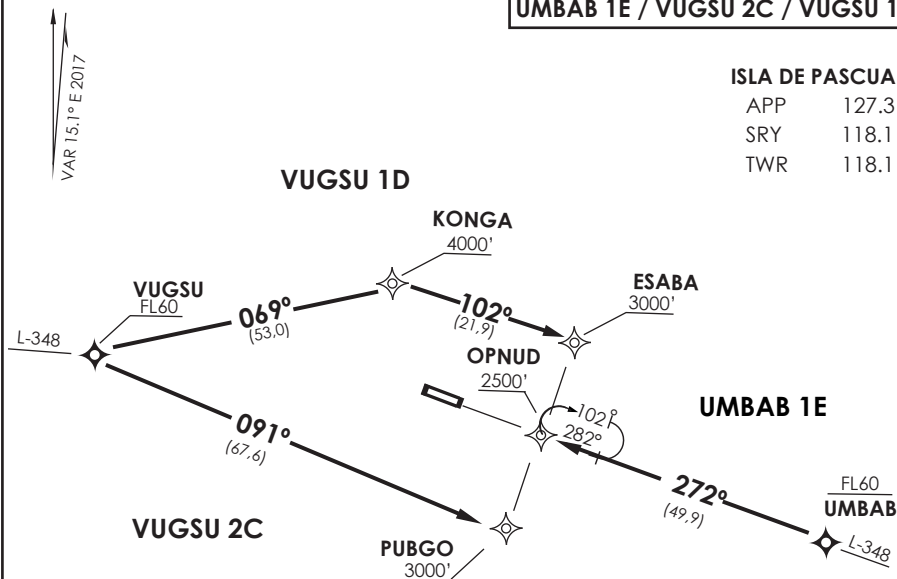 UMBAB 1E / VUGSU 2C / VUGSU 1
VAR 15.1° E 2017
ISLA DE PASCUA
APP 127.3
SRY 118.1
TWR 118.1
VUGSU 1D
KONGA
4000'
VUGSU
FL60
ESABA
3000'
069°
(53,0)
102°
(21,9)
L-348
OPNUD
2500'
102°
282°
UMBAB 1E
091°
(67,6)
272°
(49,9)
FL60
UMBAB
L-348
VUGSU 2C
PUBGO
3000'